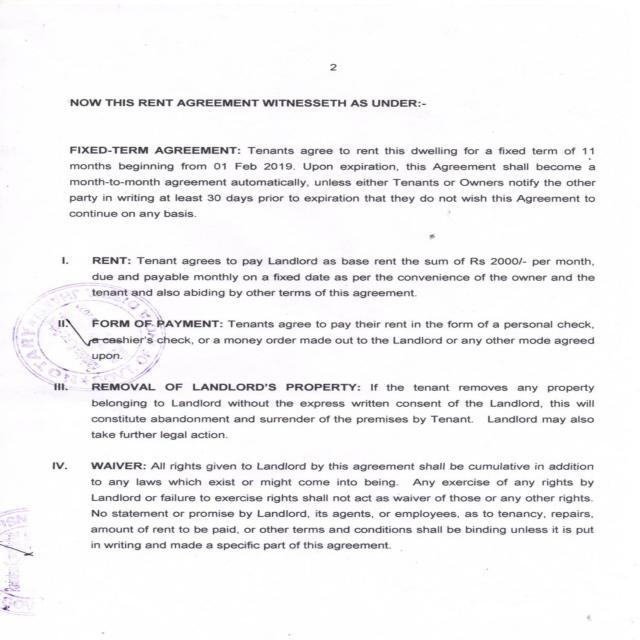 2
NOW THIS RENT AGREEMENT WITNESSETH AS UNDER:-
FIXED-TERM AGREEMENT: Tenants agree to rent this dwelling for a fixed term of 11
months beginning from 01 Feb 2019. Upon expiration, this Agreement shall become a
month-to-month agreement automatically, unless either Tenants or Owners notify the other
party in writing at least 30 days prior to expiration that they do not wish this Agreement to
continue on any basis.
I. RENT: Tenant agrees to pay Landlord as base rent the sum of Rs 2000/- per month,
due and payable monthly on a fixed date as per the convenience of the owner and the
tenant and also abiding by other terms of this agreement.
II. FORM OF PAYMENT: Tenants agree to pay their rent in the form of a personal check,
a cashier's check, or a money order made out to the Landlord or any other mode agreed
upon.
III. REMOVAL OF LANDLORD'S PROPERTY: If the tenant removes any property
belonging to Landlord without the express written consent of the Landlord, this will
constitute abandonment and surrender of the premises by Tenant. Landlord may also
take further legal action.
IV. WAIVER: All rights given to Landlord by this agreement shall be cumulative in addition
to any laws which exist or might come into being. Any exercise of any rights by
Landlord or failure to exercise rights shall not act as waiver of those or any other rights.
No statement or promise by Landlord, its agents, or employees, as to tenancy, repairs,
amount of rent to be paid, or other terms and conditions shall be binding unless it is put
in writing and made a specific part of this agreement.
NOTARY